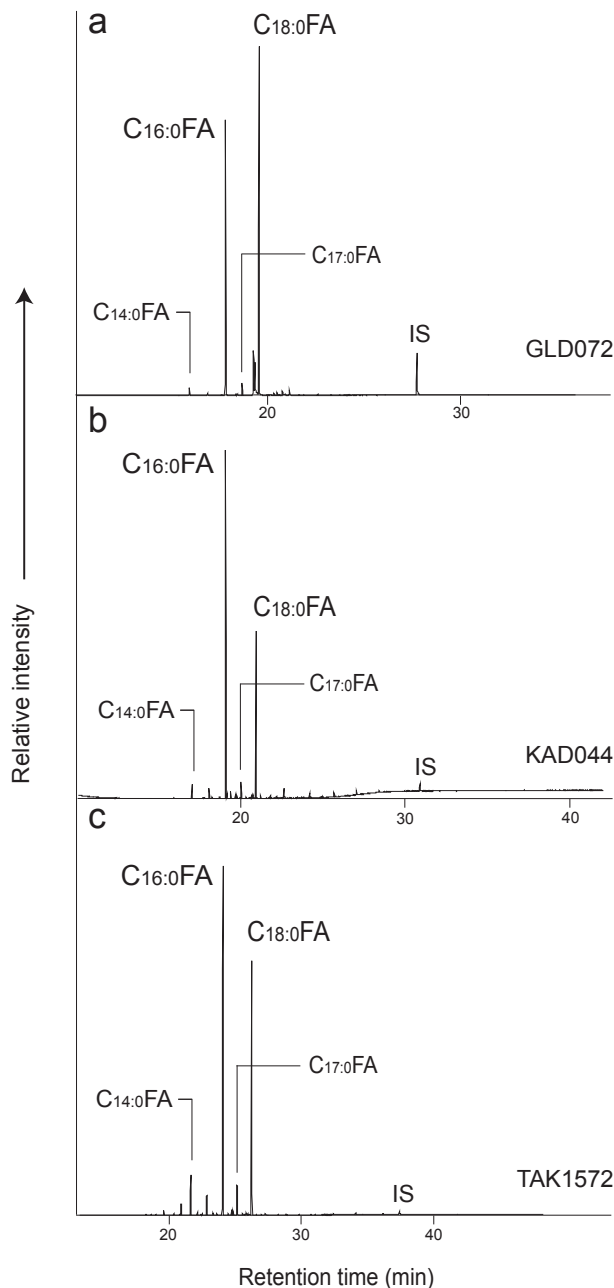 a
C18:0FA
C16:0FA
C17:0FA
C14:0FA
IS
GLD072
20 30
b
C16:0FA
C18:0FA
C17:0FA
C14:0FA
KAD044
IS
20 30 40
c
C16:0FA
C18:0FA
C17:0FA
C14:0FA
TAK1572
IS
20 30 40
Retention time (min)
Relative intensity